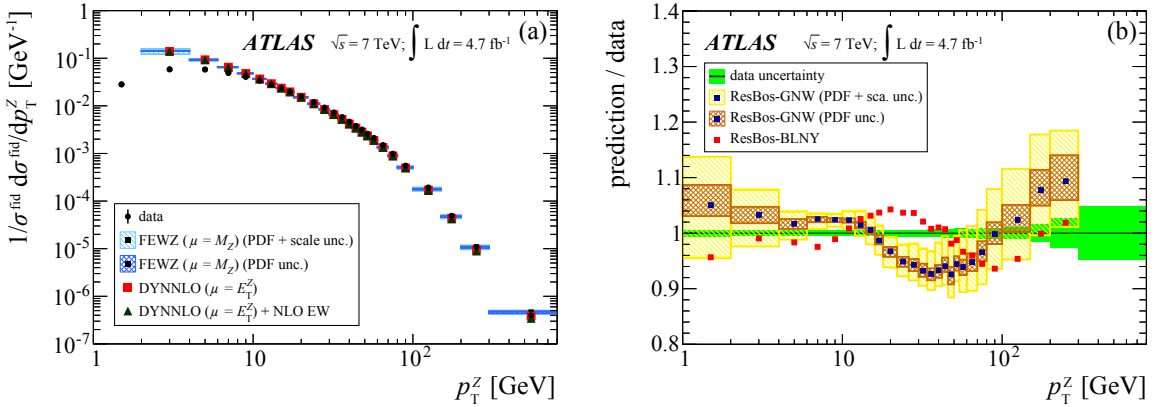 1/σ^fid dσ^fid/dp_T^Z [GeV⁻¹]
1
10⁻¹
10⁻²
10⁻³
10⁻⁴
10⁻⁵
10⁻⁶
10⁻⁷
ATLAS √s = 7 TeV; ∫ L dt = 4.7 fb⁻¹ (a)
data
FEWZ (μ = M_Z) (PDF + scale unc.)
FEWZ (μ = M_Z) (PDF unc.)
DYNNLO (μ = E_T^Z)
DYNNLO (μ = E_T^Z) + NLO EW
1 10 10²
p_T^Z [GeV]
prediction / data
1.4
1.3
1.2
1.1
1
0.9
0.8
ATLAS √s = 7 TeV; ∫ L dt = 4.7 fb⁻¹ (b)
data uncertainty
ResBos-GNW (PDF + sca. unc.)
ResBos-GNW (PDF unc.)
ResBos-BLNY
1 10 10²
p_T^Z [GeV]